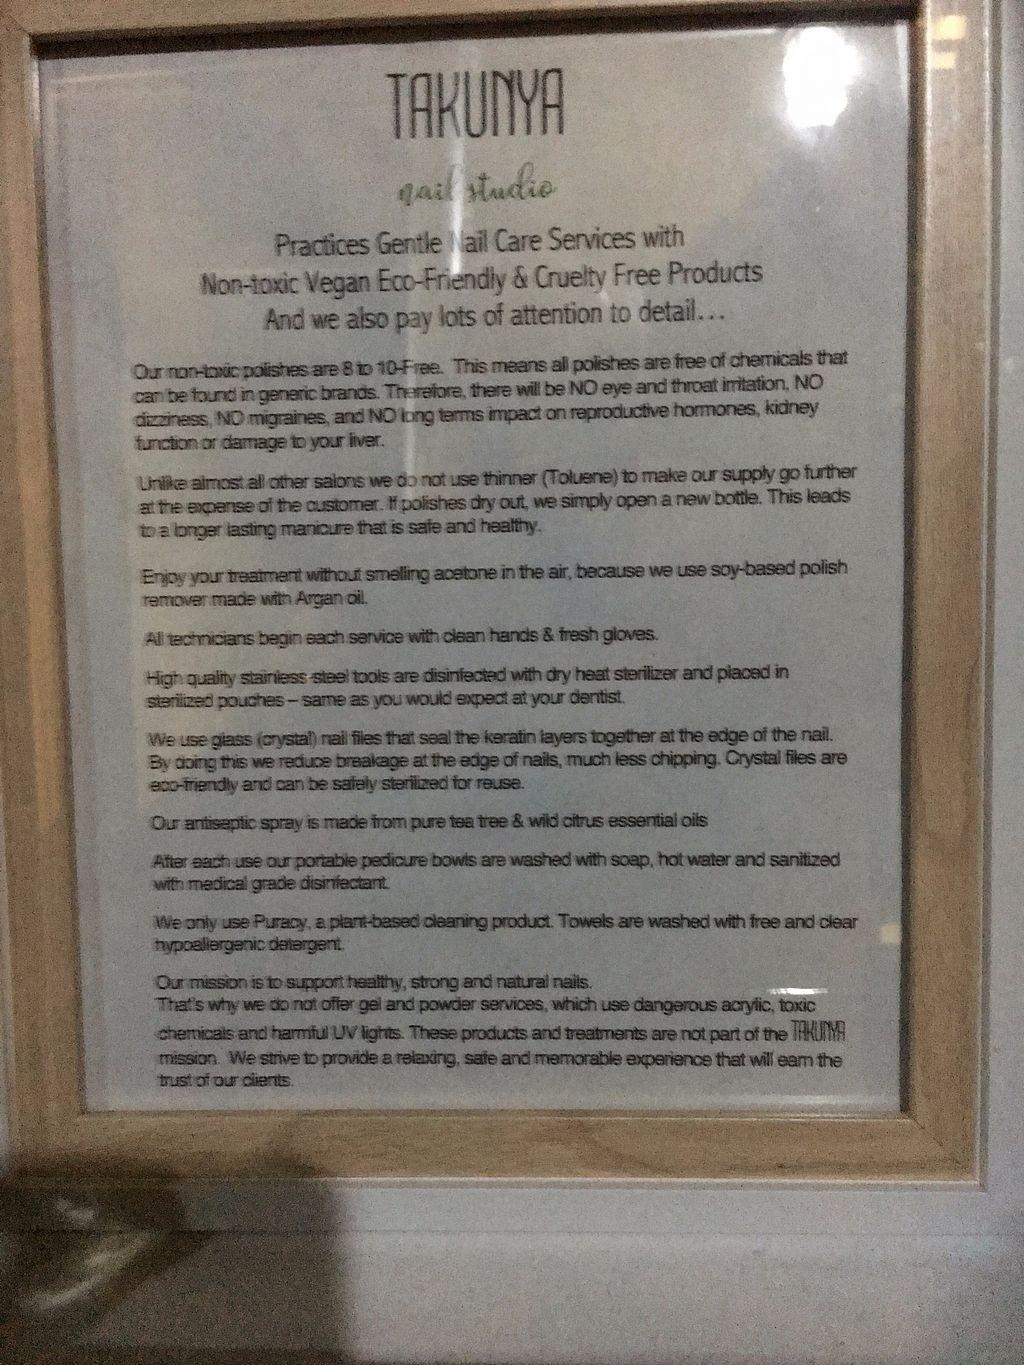 TAKUNYA
nail studio
Practices Gentle Nail Care Services with
Non-toxic Vegan Eco-Friendly & Cruelty Free Products
And we also pay lots of attention to detail...
Our non-toxic polishes are 8 to 10-Free. This means all polishes are free of chemicals that
can be found in generic brands. Therefore, there will be NO eye and throat irritation, NO
dizziness, NO migraines, and NO long terms impact on reproductive hormones, kidney
function or damage to your liver.
Unlike almost all other salons we do not use thinner (Toluene) to make our supply go further
at the expense of the customer. If polishes dry out, we simply open a new bottle. This leads
to a longer lasting manicure that is safe and healthy.
Enjoy your treatment without smelling acetone in the air, because we use soy-based polish
remover made with Argan oil.
All technicians begin each service with clean hands & fresh gloves.
High quality stainless-steel tools are disinfected with dry heat sterilizer and placed in
sterilized pouches – same as you would expect at your dentist.
We use glass (crystal) nail files that seal the keratin layers together at the edge of the nail.
By doing this we reduce breakage at the edge of nails, much less chipping. Crystal files are
eco-friendly and can be safely sterilized for reuse.
Our antiseptic spray is made from pure tea tree & wild citrus essential oils
After each use our portable pedicure bowls are washed with soap, hot water and sanitized
with medical grade disinfectant.
We only use Puracy, a plant-based cleaning product. Towels are washed with free and clear
hypoallergenic detergent.
Our mission is to support healthy, strong and natural nails.
That's why we do not offer gel and powder services, which use dangerous acrylic, toxic
chemicals and harmful UV lights. These products and treatments are not part of the TAKUNYA
mission. We strive to provide a relaxing, safe and memorable experience that will earn the
trust of our clients.